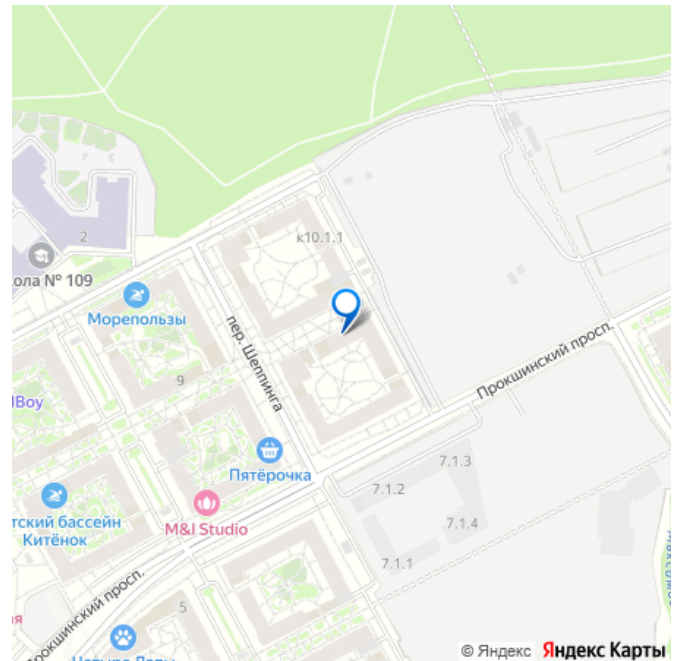 к10.1.1
2
ола № 109
Морепользы
пер. Шеппинга
Прокшинский просп.
9
lBoy
Пятёрочка
7.1.3
7.1.2
7.1.4
7.1.1
тский бассейн
Китёнок
M&I Studio
Прокшинский просп.
5
© Яндекс Яндекс Карты